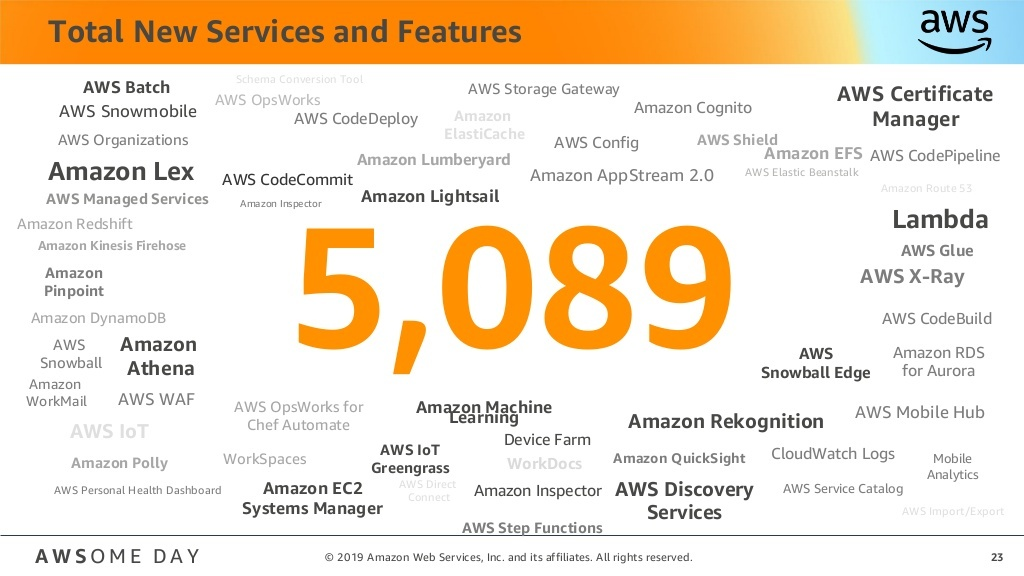 Total New Services and Features
aws
Schema Conversion Tool
AWS Batch
AWS Storage Gateway
AWS Certificate
Manager
AWS OpsWorks
Amazon Cognito
AWS Snowmobile
AWS CodeDeploy
Amazon
ElastiCache
AWS Organizations
AWS Config
AWS Shield
Amazon EFS
AWS CodePipeline
Amazon Lumberyard
Amazon Lex
AWS Elastic Beanstalk
AWS CodeCommit
Amazon AppStream 2.0
Amazon Route 53
AWS Managed Services
Amazon Inspector
Amazon Lightsail
Amazon Redshift
Lambda
Amazon Kinesis Firehose
AWS Glue
5,089
Amazon
Pinpoint
AWS X-Ray
Amazon DynamoDB
AWS CodeBuild
AWS
Snowball
Amazon
Athena
AWS
Snowball Edge
Amazon RDS
for Aurora
Amazon
WorkMail
AWS WAF
AWS OpsWorks for
Chef Automate
Amazon Machine
Learning
Amazon Rekognition
AWS Mobile Hub
AWS IoT
Device Farm
AWS IoT
Greengrass
Amazon Polly
WorkSpaces
WorkDocs
Amazon QuickSight
CloudWatch Logs
Mobile
Analytics
AWS Personal Health Dashboard
Amazon EC2
Systems Manager
AWS Direct
Connect
Amazon Inspector
AWS Discovery
Services
AWS Service Catalog
AWS Import/Export
AWS Step Functions
AWSOME DAY
© 2019 Amazon Web Services, Inc. and its affiliates. All rights reserved.
23